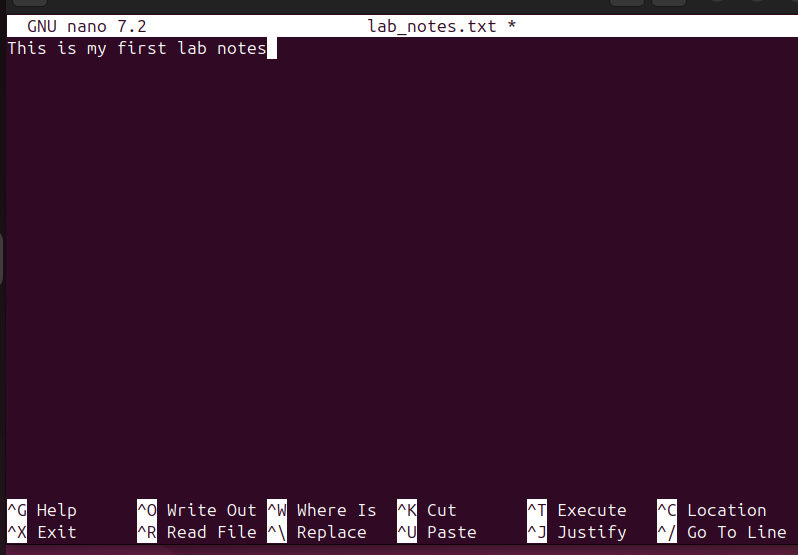 GNU nano 7.2 lab_notes.txt *
This is my first lab notes
^G Help ^O Write Out ^W Where Is ^K Cut ^T Execute ^C Location
^X Exit ^R Read File ^\ Replace ^U Paste ^J Justify ^/ Go To Line